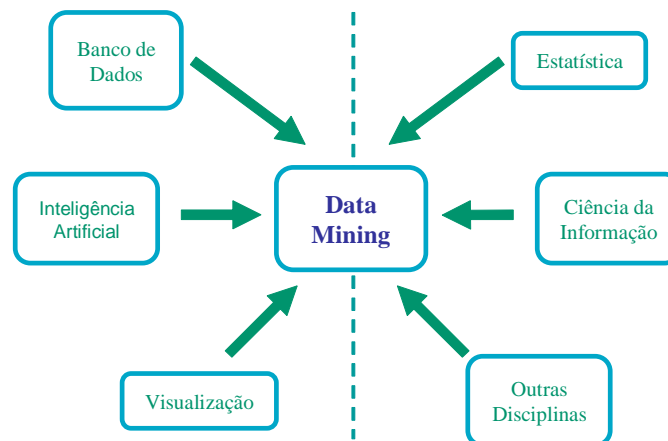 Banco de
Dados
Estatística
Inteligência
Artificial
Data
Mining
Ciência da
Informação
Visualização
Outras
Disciplinas